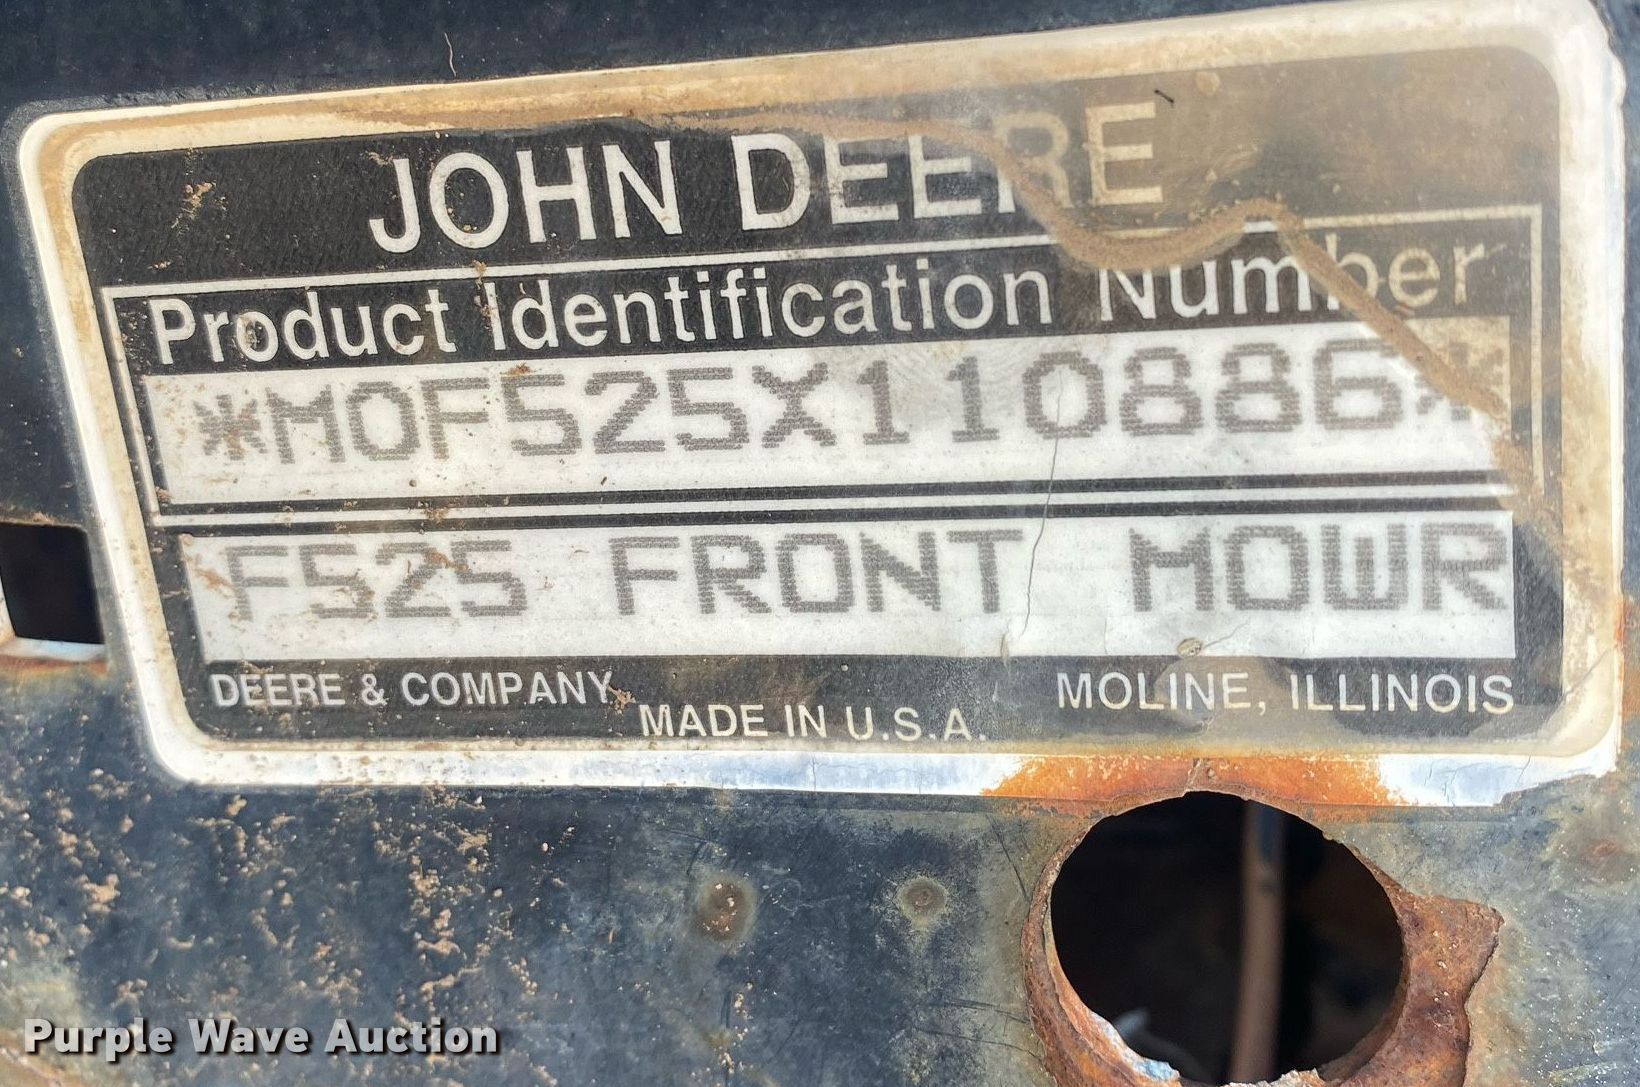 JOHN DEERE
Product Identification Number
*M0F525X110886*
F525 FRONT MOWR
DEERE & COMPANY
MOLINE, ILLINOIS
MADE IN U.S.A.
Purple Wave Auction